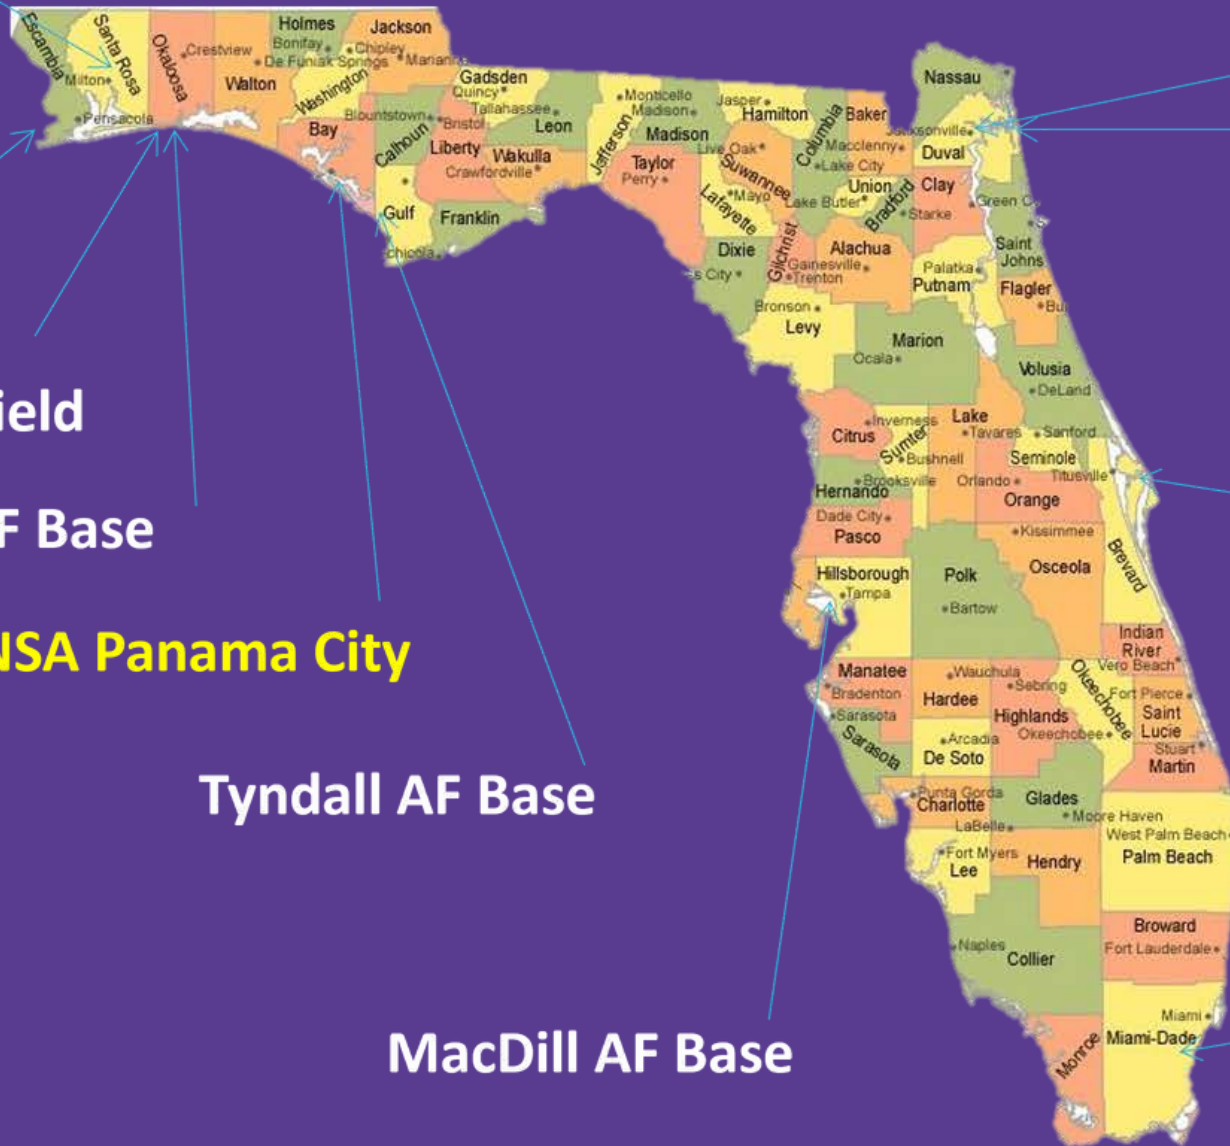 Escambia
Santa Rosa
Milton
Pensacola
Okaloosa
Crestview
Walton
De Funiak Springs
Holmes
Bonifay
Washington
Chipley
Jackson
Bay
Blountstown
Calhoun
Gulf
Gadsden
Quincy
Tallahassee
Leon
Bristol
Liberty
Wakulla
Crawfordville
Franklin
Jefferson
Monticello
Madison
Madison
Taylor
Perry
Jasper
Hamilton
Live Oak
Suwannee
Mayo
Lafayette
Dixie
Columbia
Lake City
Baker
Macclenny
Nassau
Duval
Union
Lake Butler
Bradford
Starke
Clay
Saint
Johns
Gilchrist
Trenton
Alachua
Gainesville
Palatka
Putnam
Flagler
Bronson
Levy
Marion
Ocala
Volusia
DeLand
Citrus
Inverness
Sumter
Bushnell
Lake
Tavares
Sanford
Seminole
Titusville
Brooksville
Hernando
Orlando
Orange
Dade City
Pasco
Kissimmee
Osceola
Brevard
Hillsborough
Tampa
Polk
Bartow
Indian
River
Vero Beach
Manatee
Bradenton
Wauchula
Hardee
Sebring
Highlands
Okeechobee
Okeechobee
Fort Pierce
Saint
Lucie
Stuart
Martin
Sarasota
Sarasota
Arcadia
De Soto
Punta Gorda
Charlotte
Glades
Moore Haven
LaBelle
West Palm Beach
Palm Beach
Fort Myers
Lee
Hendry
Broward
Fort Lauderdale
Naples
Collier
Miami
Miami-Dade
Monroe
ield
F Base
NSA Panama City
Tyndall AF Base
MacDill AF Base